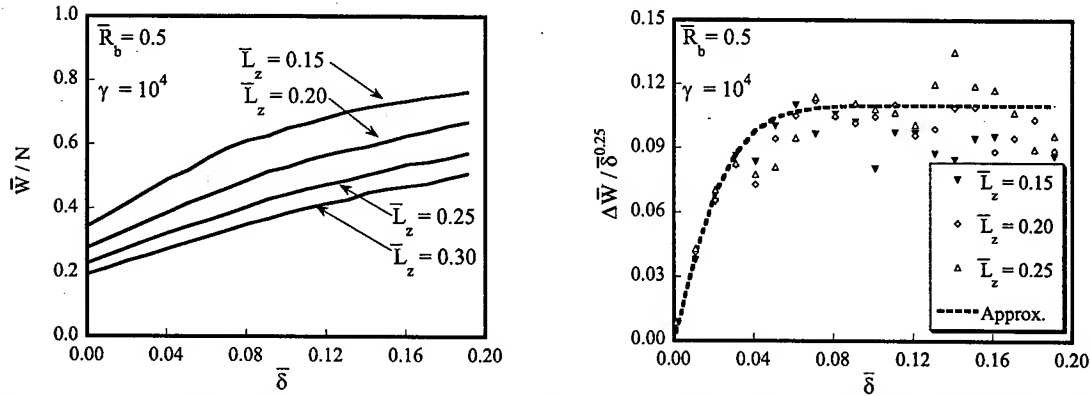 1.0
0.8
0.6
0.4
0.2
0.0
W̅ / N
R̅b = 0.5
γ = 10⁴
L̅z = 0.15
L̅z = 0.20
L̅z = 0.25
L̅z = 0.30
0.00 0.04 0.08 0.12 0.16 0.20
δ̅
0.15
0.12
0.09
0.06
0.03
0.00
ΔW̅ / δ̅^0.25
R̅b = 0.5
γ = 10⁴
L̅z = 0.15
L̅z = 0.20
L̅z = 0.25
Approx.
0.00 0.04 0.08 0.12 0.16 0.20
δ̅